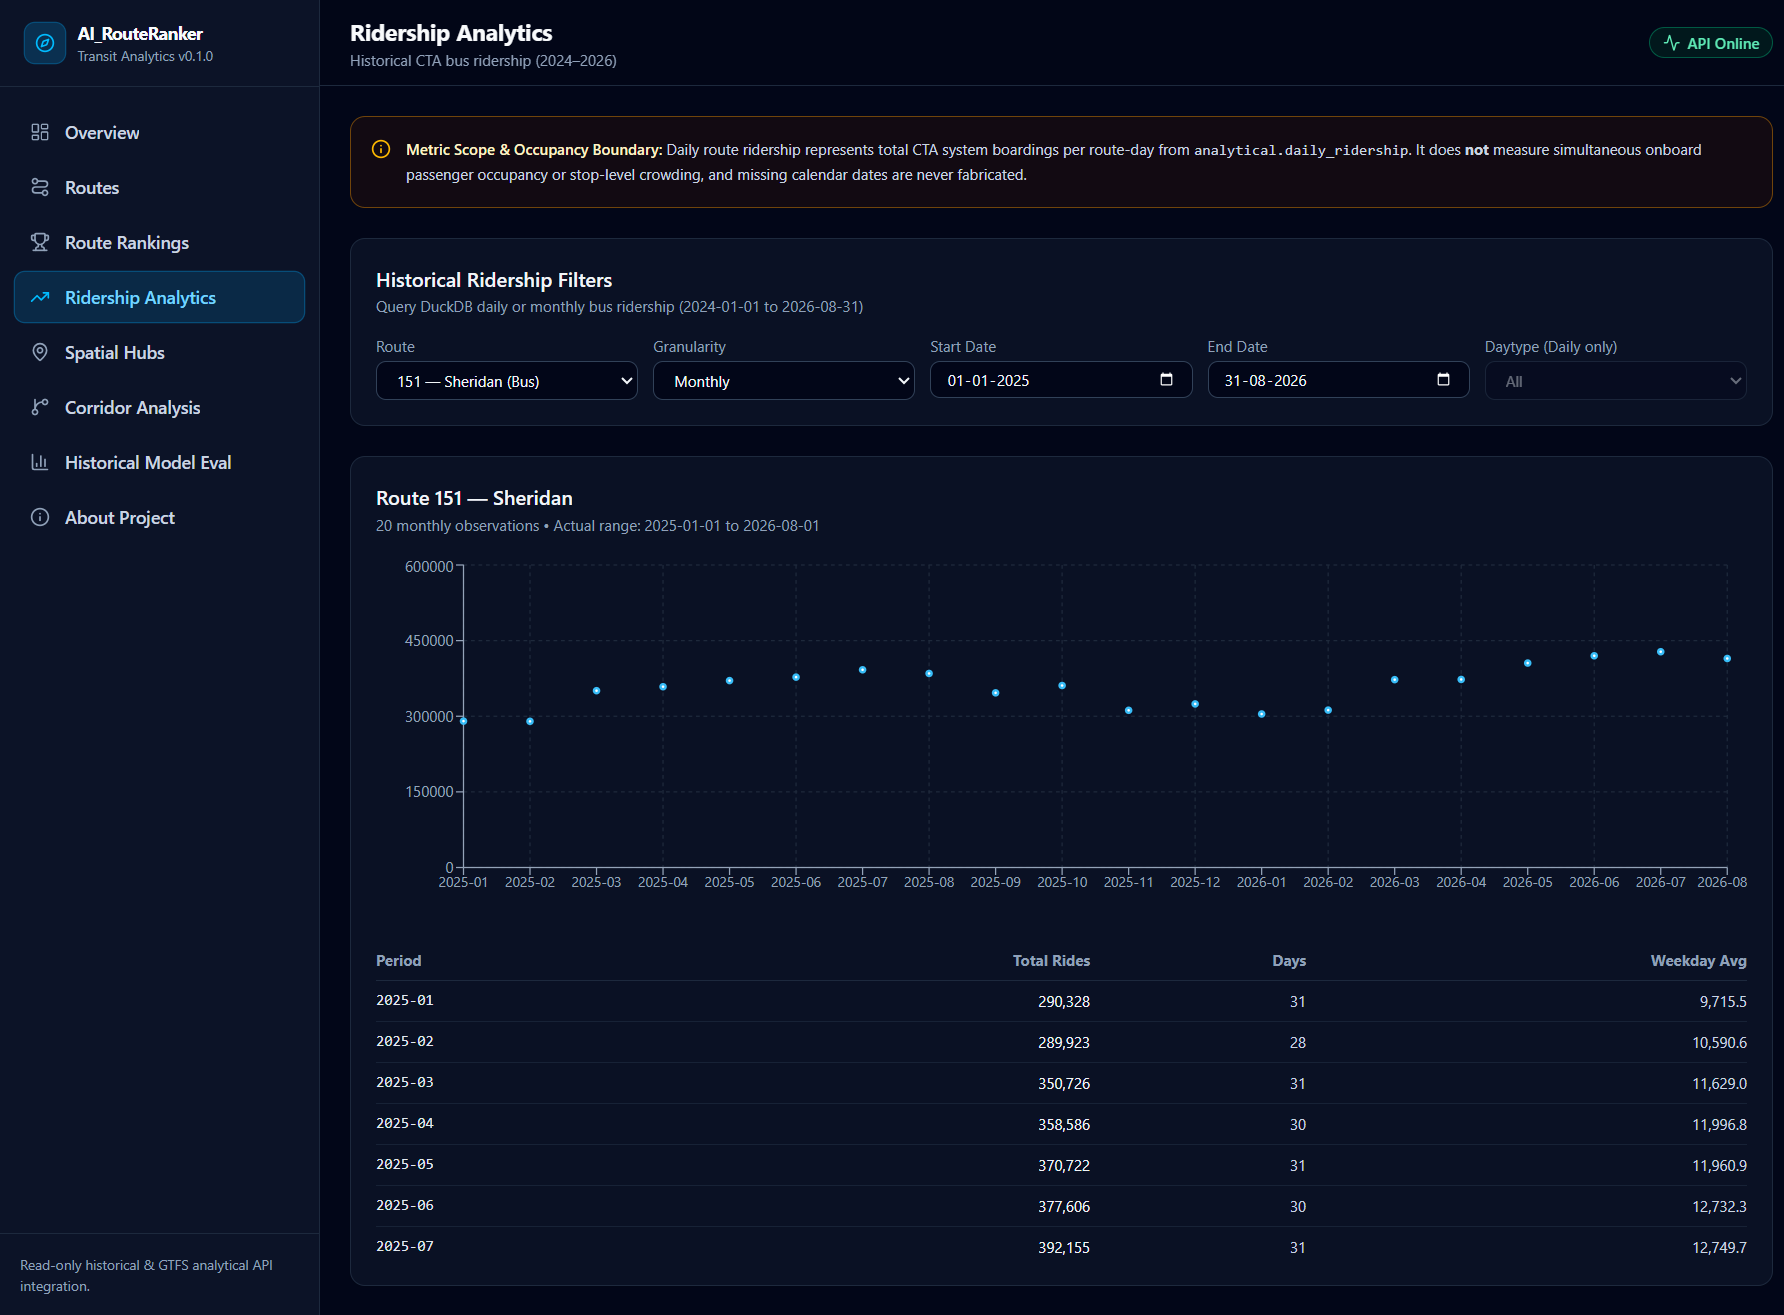 AI_RouteRanker
Transit Analytics v0.1.0
Overview
Routes
Route Rankings
Ridership Analytics
Spatial Hubs
Corridor Analysis
Historical Model Eval
About Project
Read-only historical & GTFS analytical API
integration.
Ridership Analytics
Historical CTA bus ridership (2024–2026)
API Online
Metric Scope & Occupancy Boundary: Daily route ridership represents total CTA system boardings per route-day from analytical.daily_ridership. It does not measure simultaneous onboard
passenger occupancy or stop-level crowding, and missing calendar dates are never fabricated.
Historical Ridership Filters
Query DuckDB daily or monthly bus ridership (2024-01-01 to 2026-08-31)
Route Granularity Start Date End Date Daytype (Daily only)
151 — Sheridan (Bus) Monthly 01-01-2025 31-08-2026 All
Route 151 — Sheridan
20 monthly observations • Actual range: 2025-01-01 to 2026-08-01
600000
450000
300000
150000
0
2025-01 2025-02 2025-03 2025-04 2025-05 2025-06 2025-07 2025-08 2025-09 2025-10 2025-11 2025-12 2026-01 2026-02 2026-03 2026-04 2026-05 2026-06 2026-07 2026-08
Period Total Rides Days Weekday Avg
2025-01 290,328 31 9,715.5
2025-02 289,923 28 10,590.6
2025-03 350,726 31 11,629.0
2025-04 358,586 30 11,996.8
2025-05 370,722 31 11,960.9
2025-06 377,606 30 12,732.3
2025-07 392,155 31 12,749.7